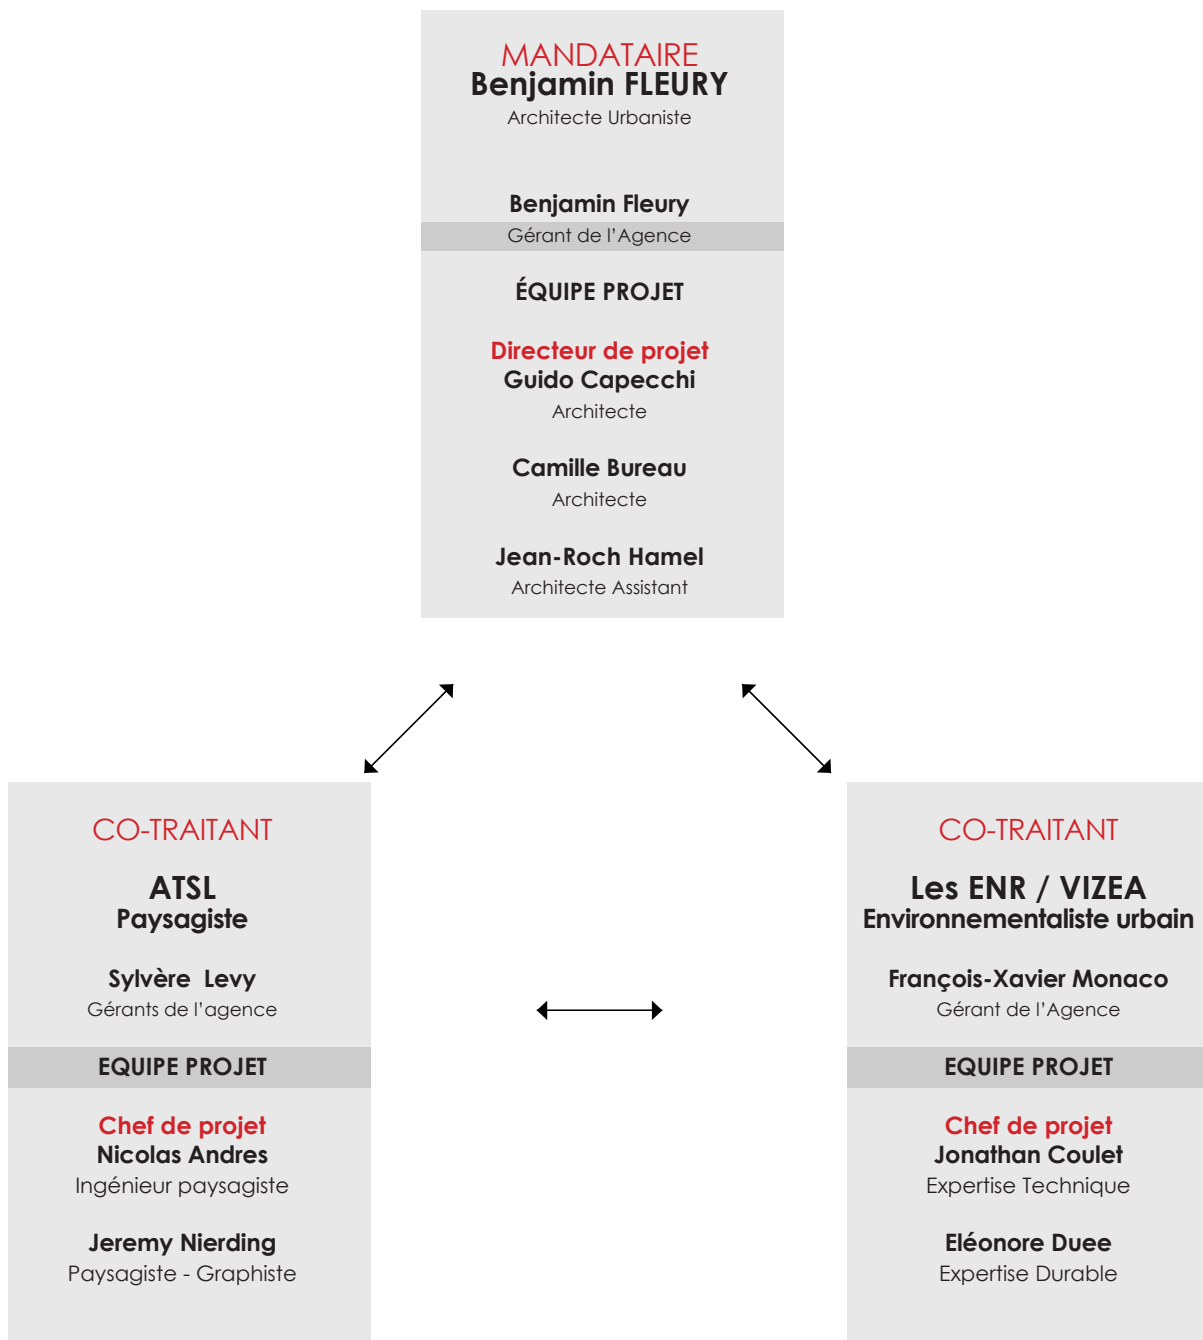 MANDATAIRE
Benjamin FLEURY
Architecte Urbaniste
Benjamin Fleury
Gérant de l'Agence
ÉQUIPE PROJET
Directeur de projet
Guido Capecchi
Architecte
Camille Bureau
Architecte
Jean-Roch Hamel
Architecte Assistant
CO-TRAITANT
ATSL
Paysagiste
Sylvère  Levy
Gérants de l'agence
EQUIPE PROJET
Chef de projet
Nicolas Andres
Ingénieur paysagiste
Jeremy Nierding
Paysagiste - Graphiste
CO-TRAITANT
Les ENR / VIZEA
Environnementaliste urbain
François-Xavier Monaco
Gérant de l'Agence
EQUIPE PROJET
Chef de projet
Jonathan Coulet
Expertise Technique
Eléonore Duee
Expertise Durable